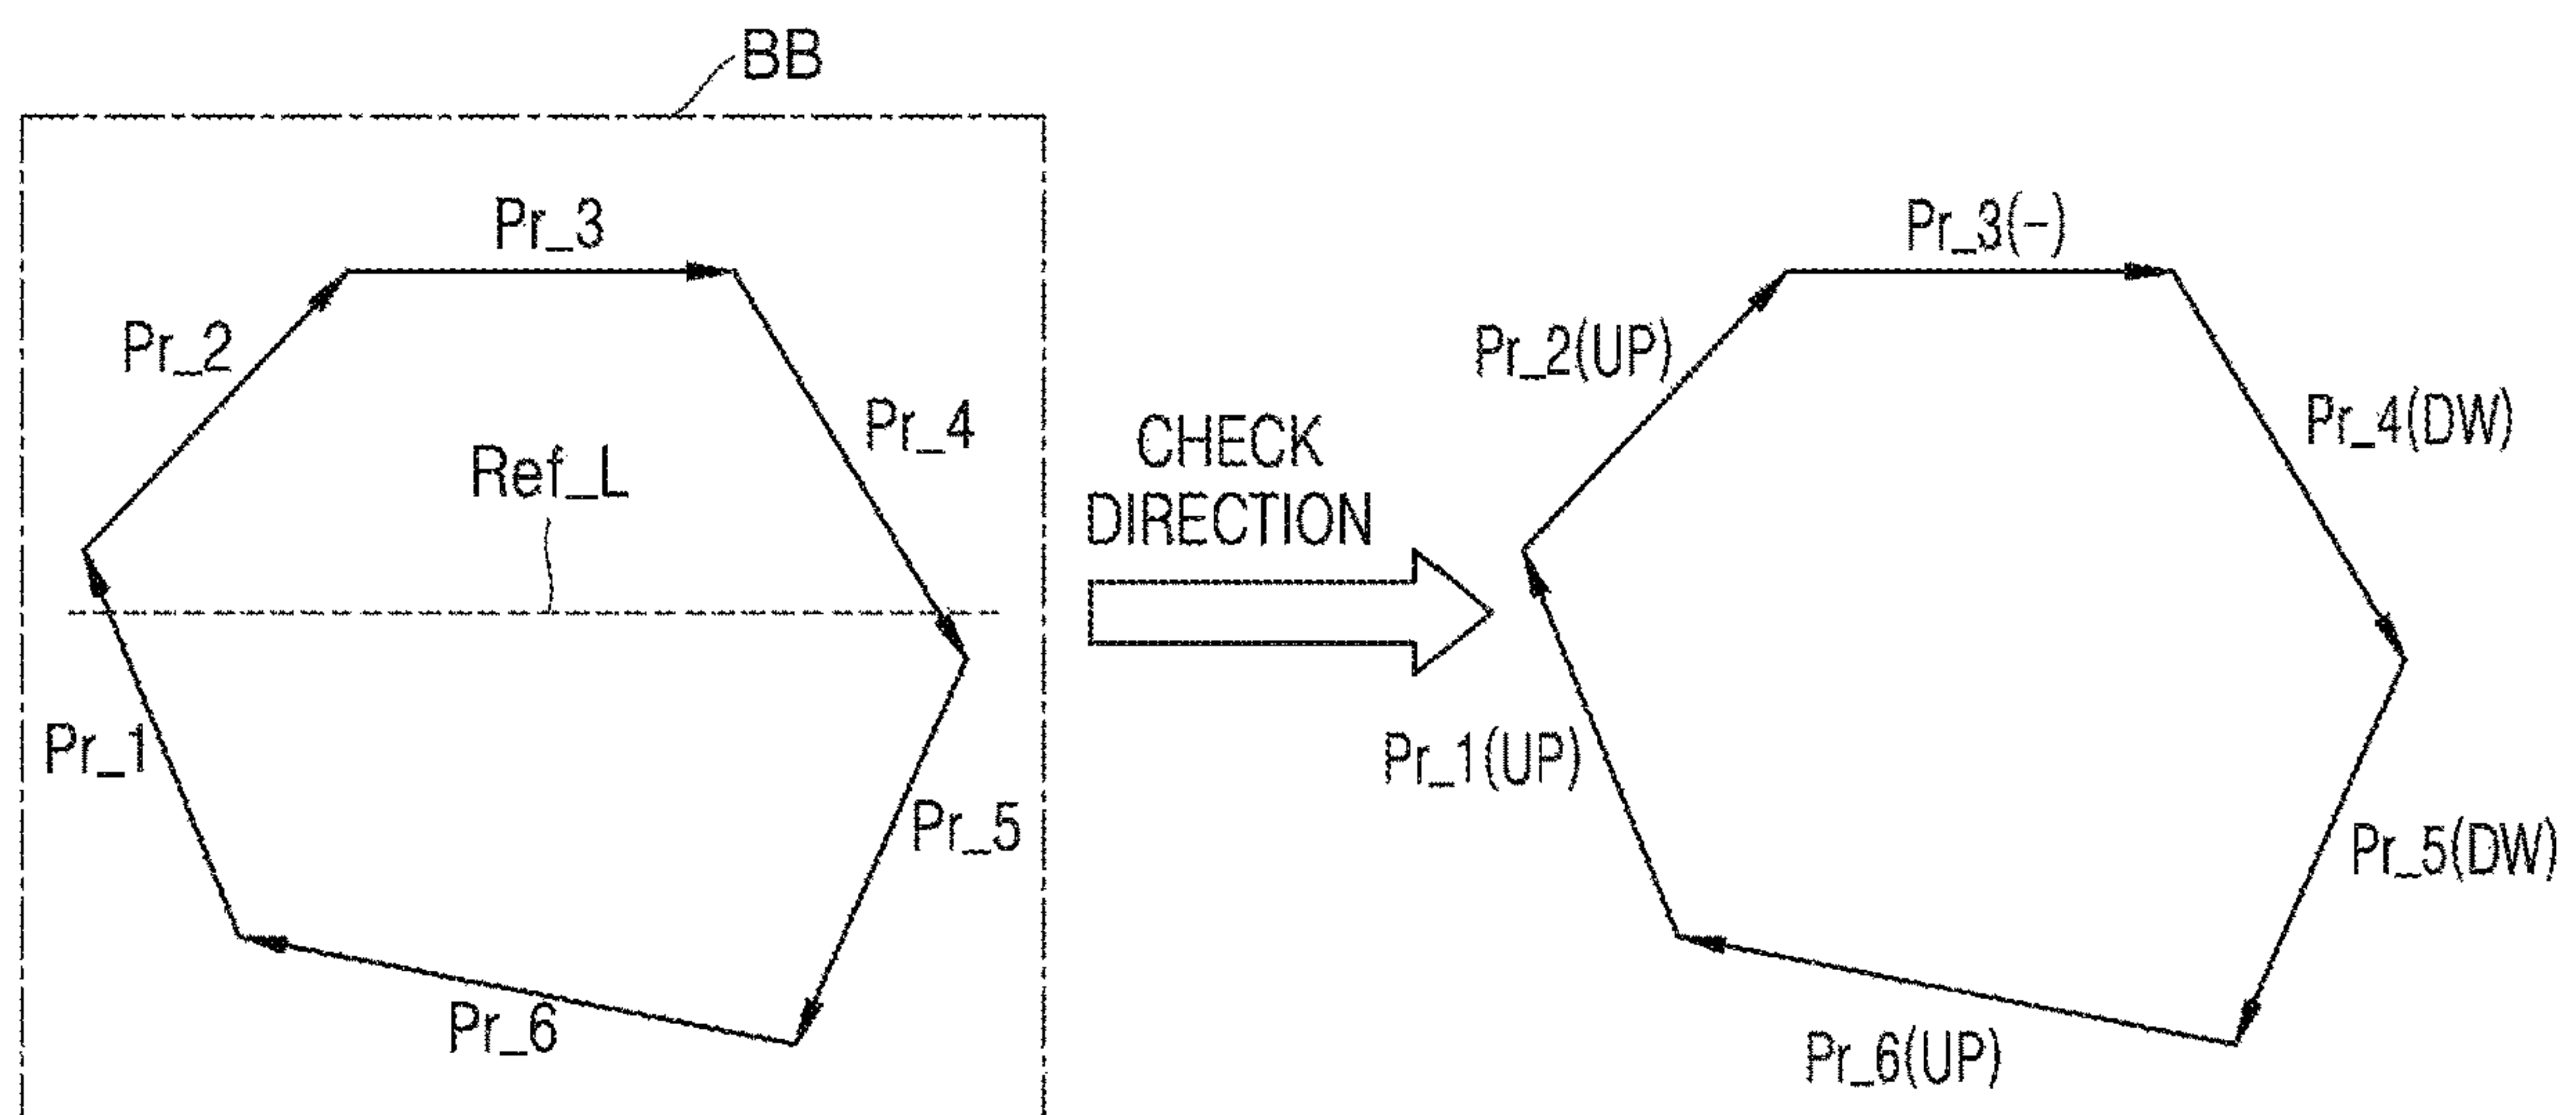 BB
Pr_3
Pr_2
Pr_4
Ref_L
Pr_1
Pr_5
Pr_6
CHECK
DIRECTION
Pr_3(-)
Pr_2(UP)
Pr_4(DW)
Pr_1(UP)
Pr_5(DW)
Pr_6(UP)